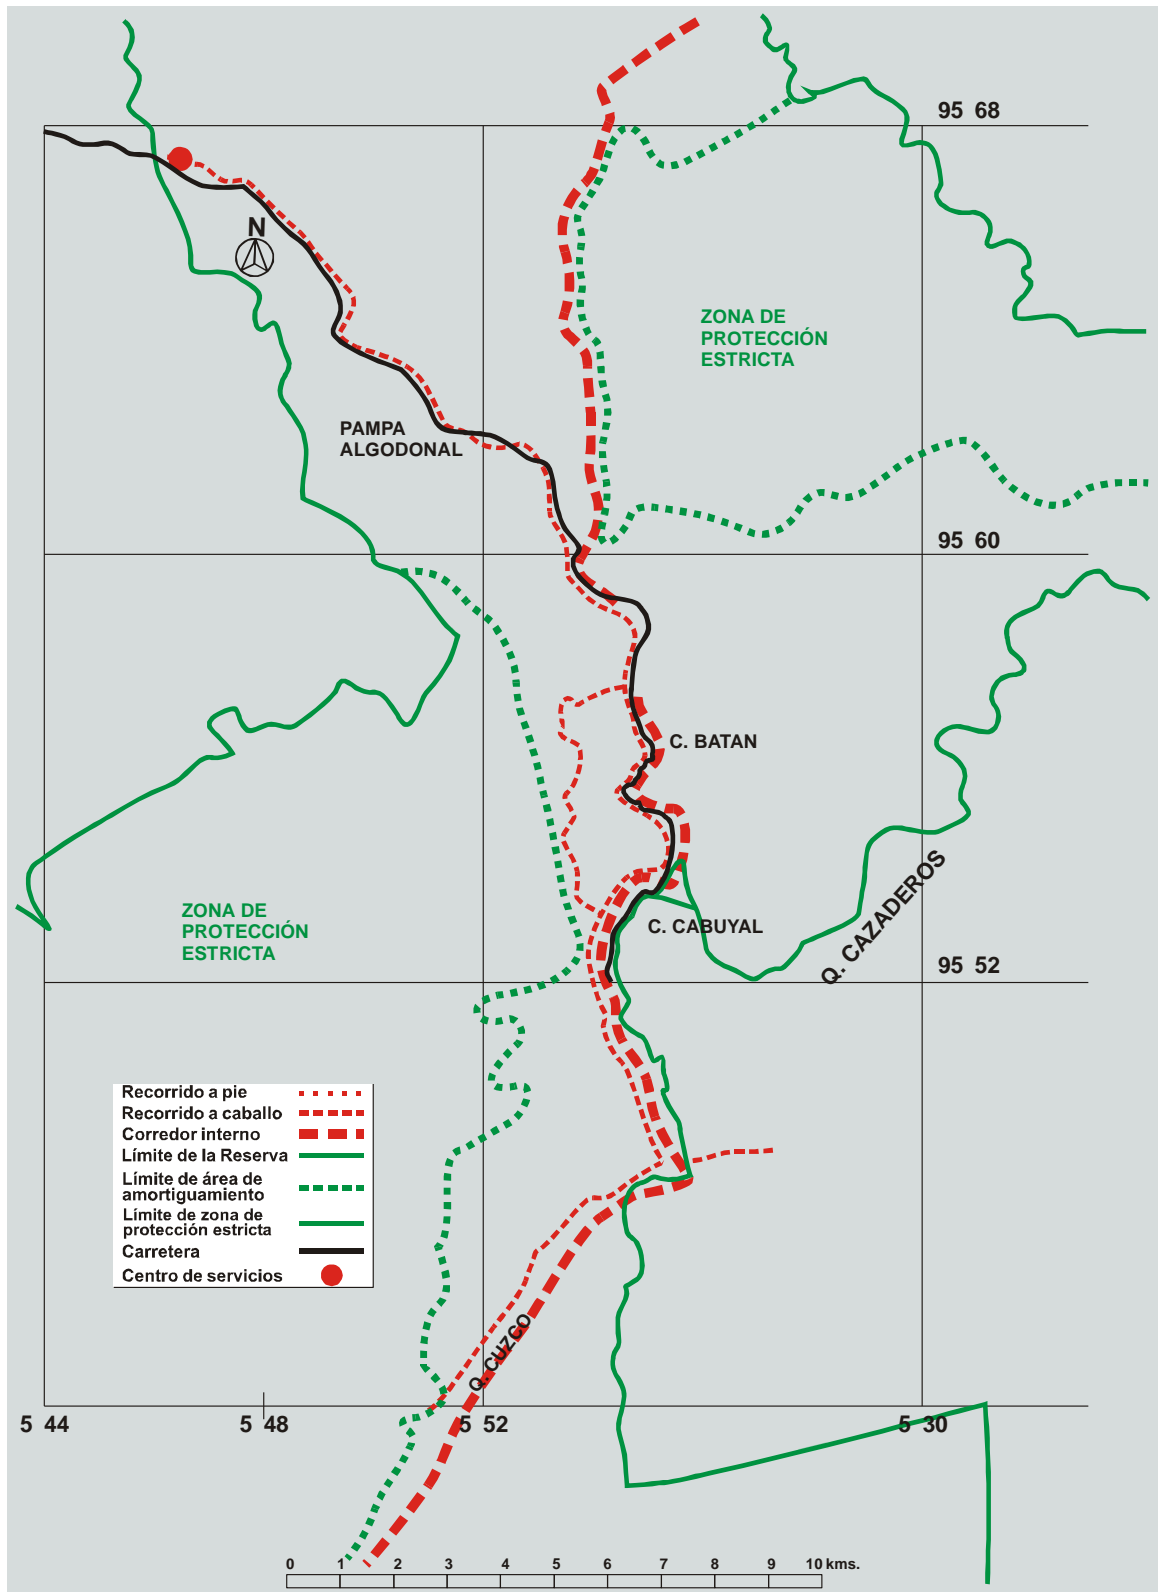 95 68
N
ZONA DE
PROTECCIÓN
ESTRICTA
PAMPA
ALGODONAL
95 60
C. BATAN
Q. CAZADEROS
ZONA DE
PROTECCIÓN
ESTRICTA
C. CABUYAL
95 52
Recorrido a pie
Recorrido a caballo
Corredor interno
Límite de la Reserva
Límite de área de
amortiguamiento
Límite de zona de
protección estricta
Carretera
Centro de servicios
Q. CUZCO
5 44
5 48
5 52
5 30
0 1 2 3 4 5 6 7 8 9 10 kms.